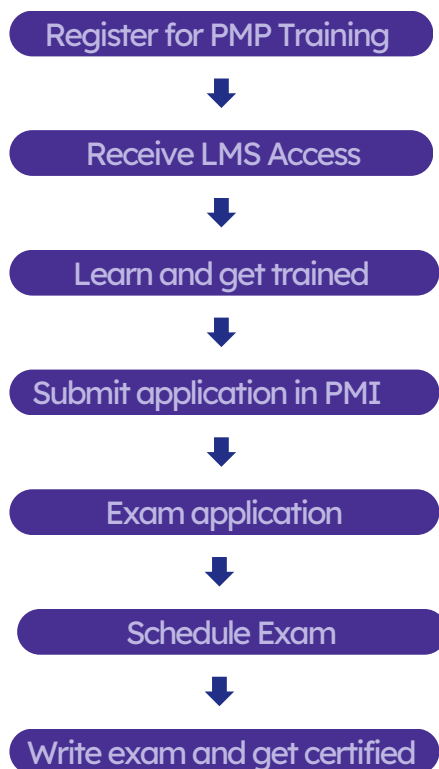 Register for PMP Training
Receive LMS Access
Learn and get trained
Submit application in PMI
Exam application
Schedule Exam
Write exam and get certified